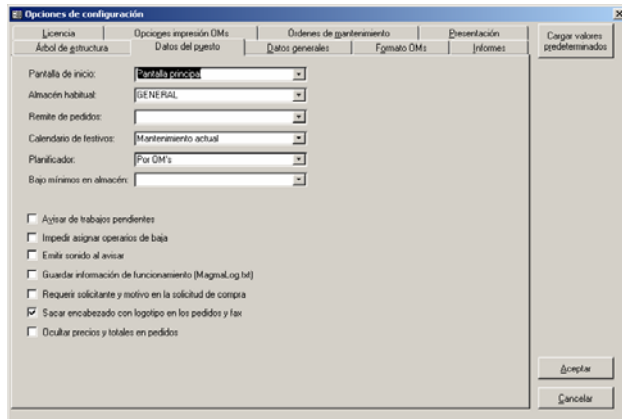 Opciones de configuración
Licencia
Opciones impresión OMs
Órdenes de mantenimiento
Presentación
Árbol de estructura
Datos del puesto
Datos generales
Formato OMs
Informes
Cargar valores
predeterminados
Pantalla de inicio: Pantalla principal
Almacén habitual: GENERAL
Remite de pedidos:
Calendario de festivos: Mantenimiento actual
Planificador: Por OM's
Bajo mínimos en almacén:
Avisar de trabajos pendientes
Impedir asignar operarios de baja
Emitir sonido al avisar
Guardar información de funcionamiento (MagmaLog.txt)
Requerir solicitante y motivo en la solicitud de compra
Sacar encabezado con logotipo en los pedidos y fax
Ocultar precios y totales en pedidos
Aceptar
Cancelar